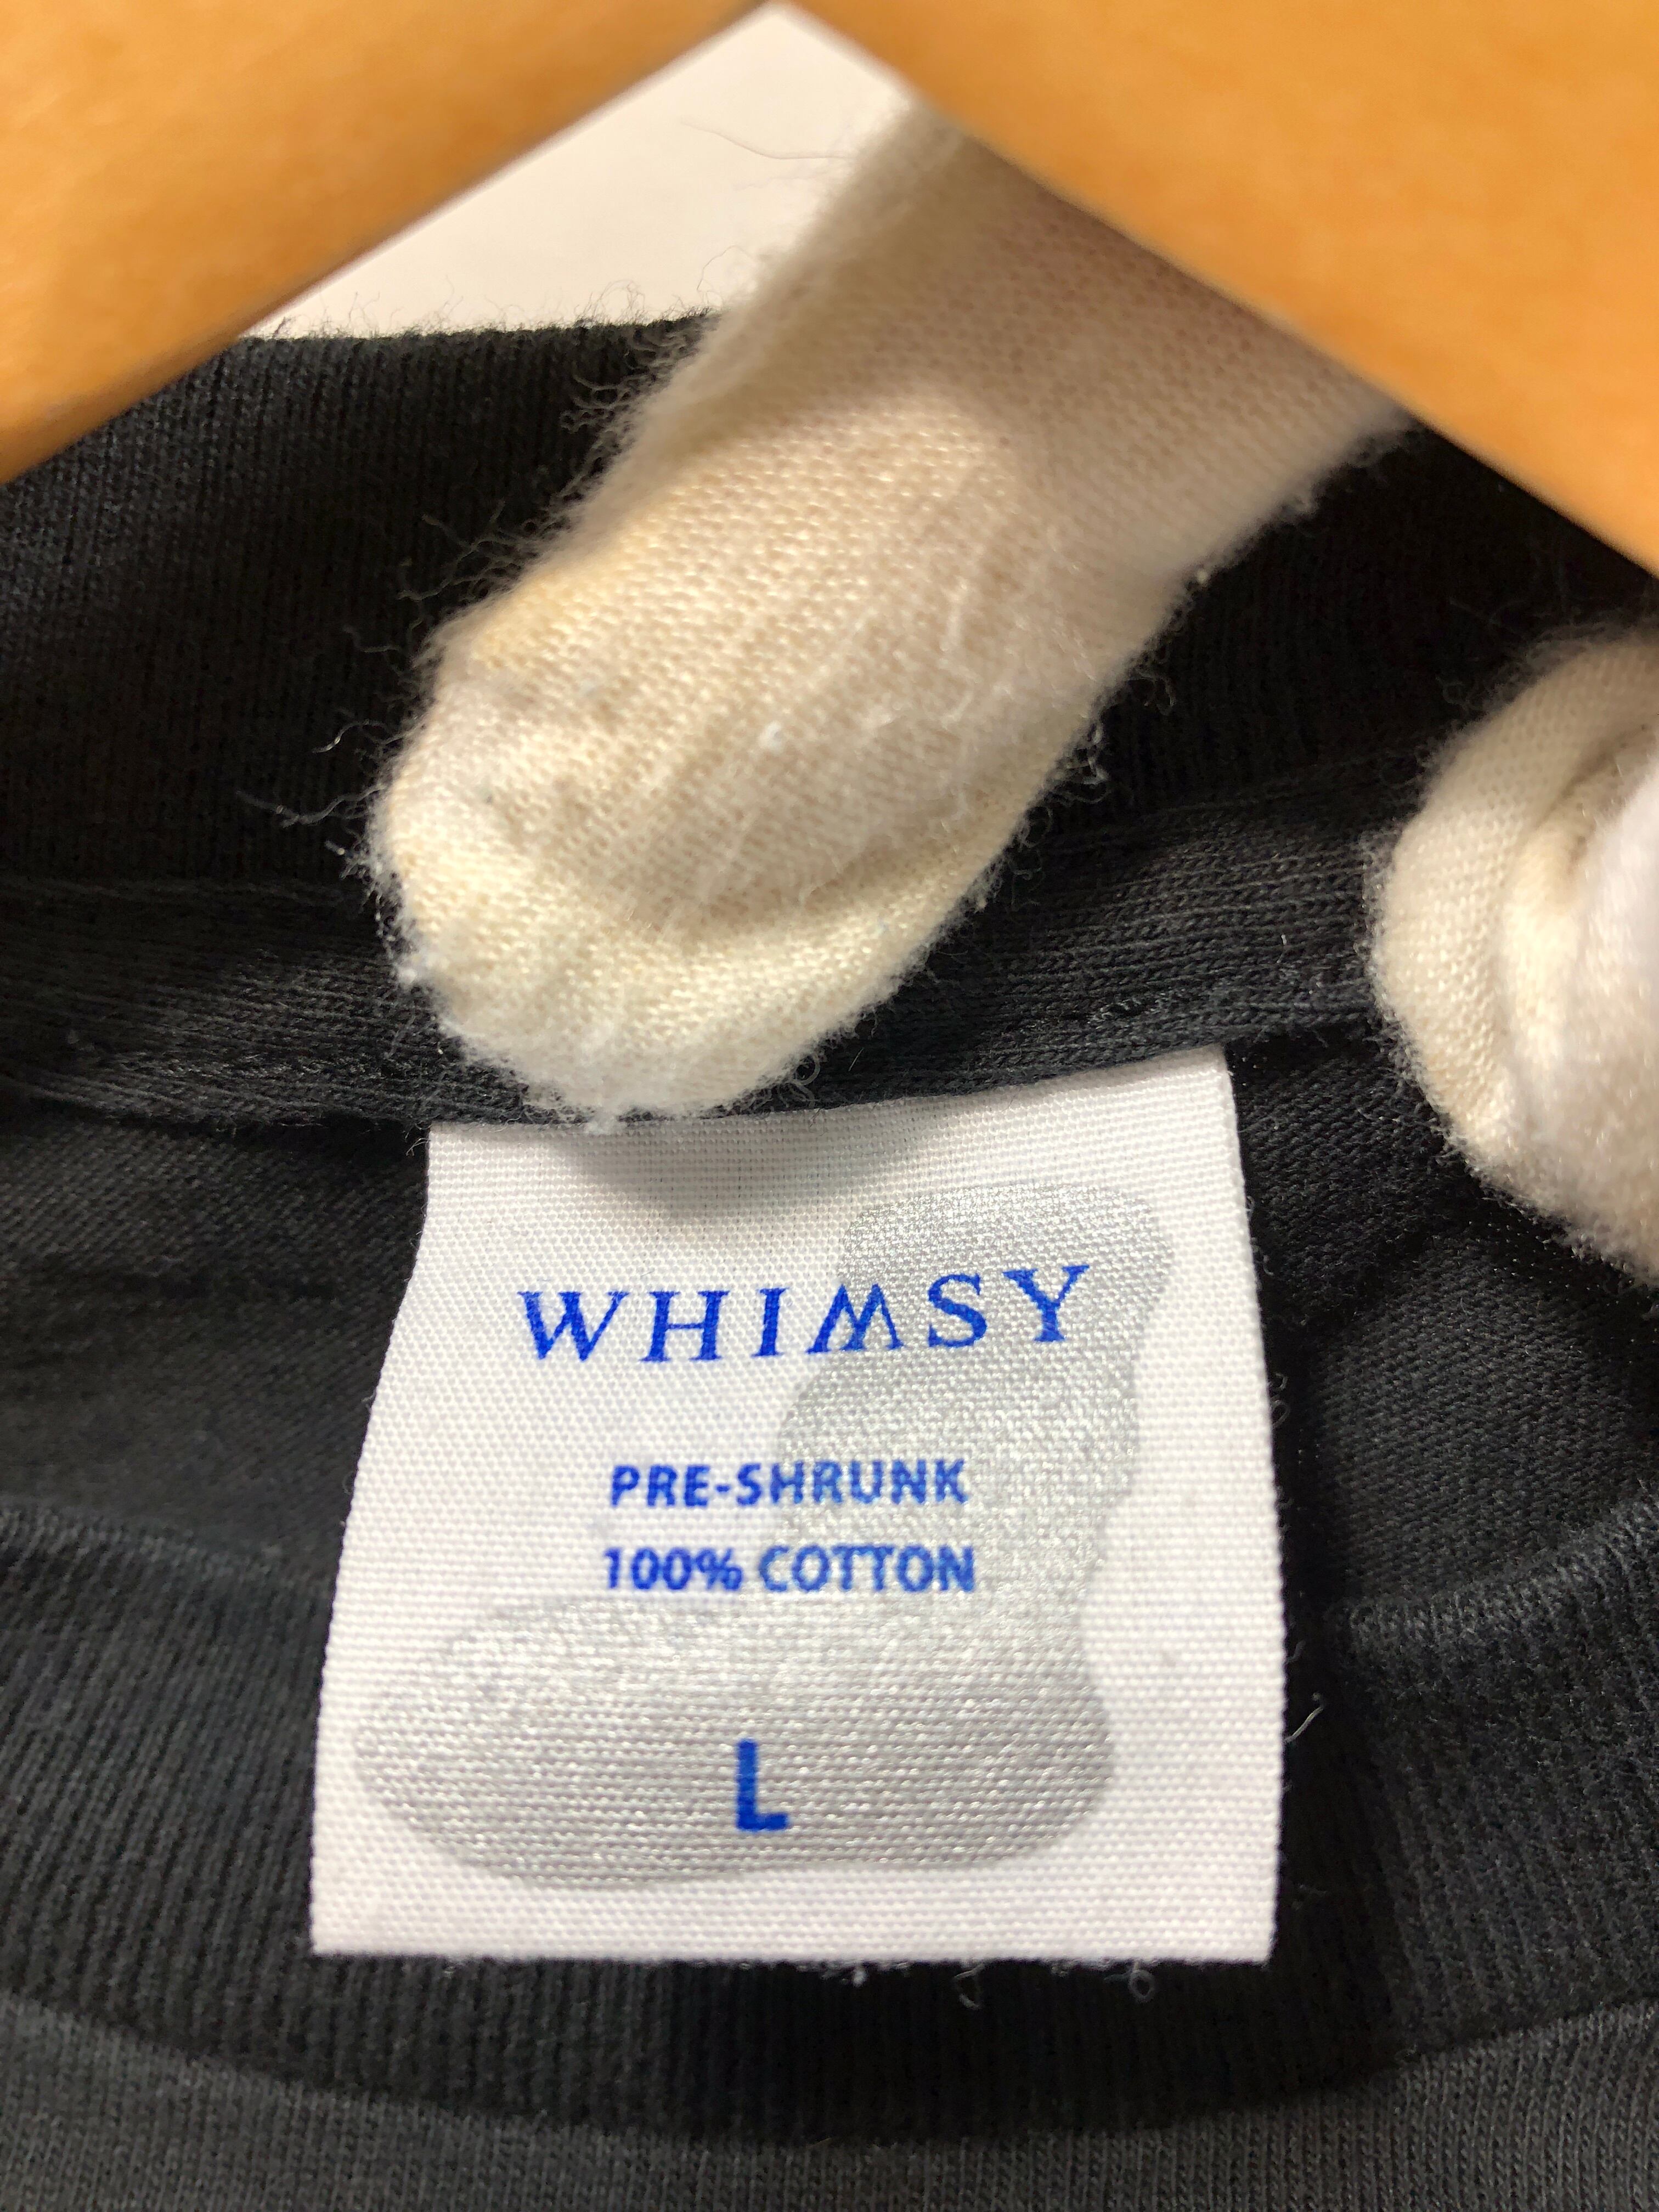 WHIMSY
PRE-SHRUNK
100% COTTON
L